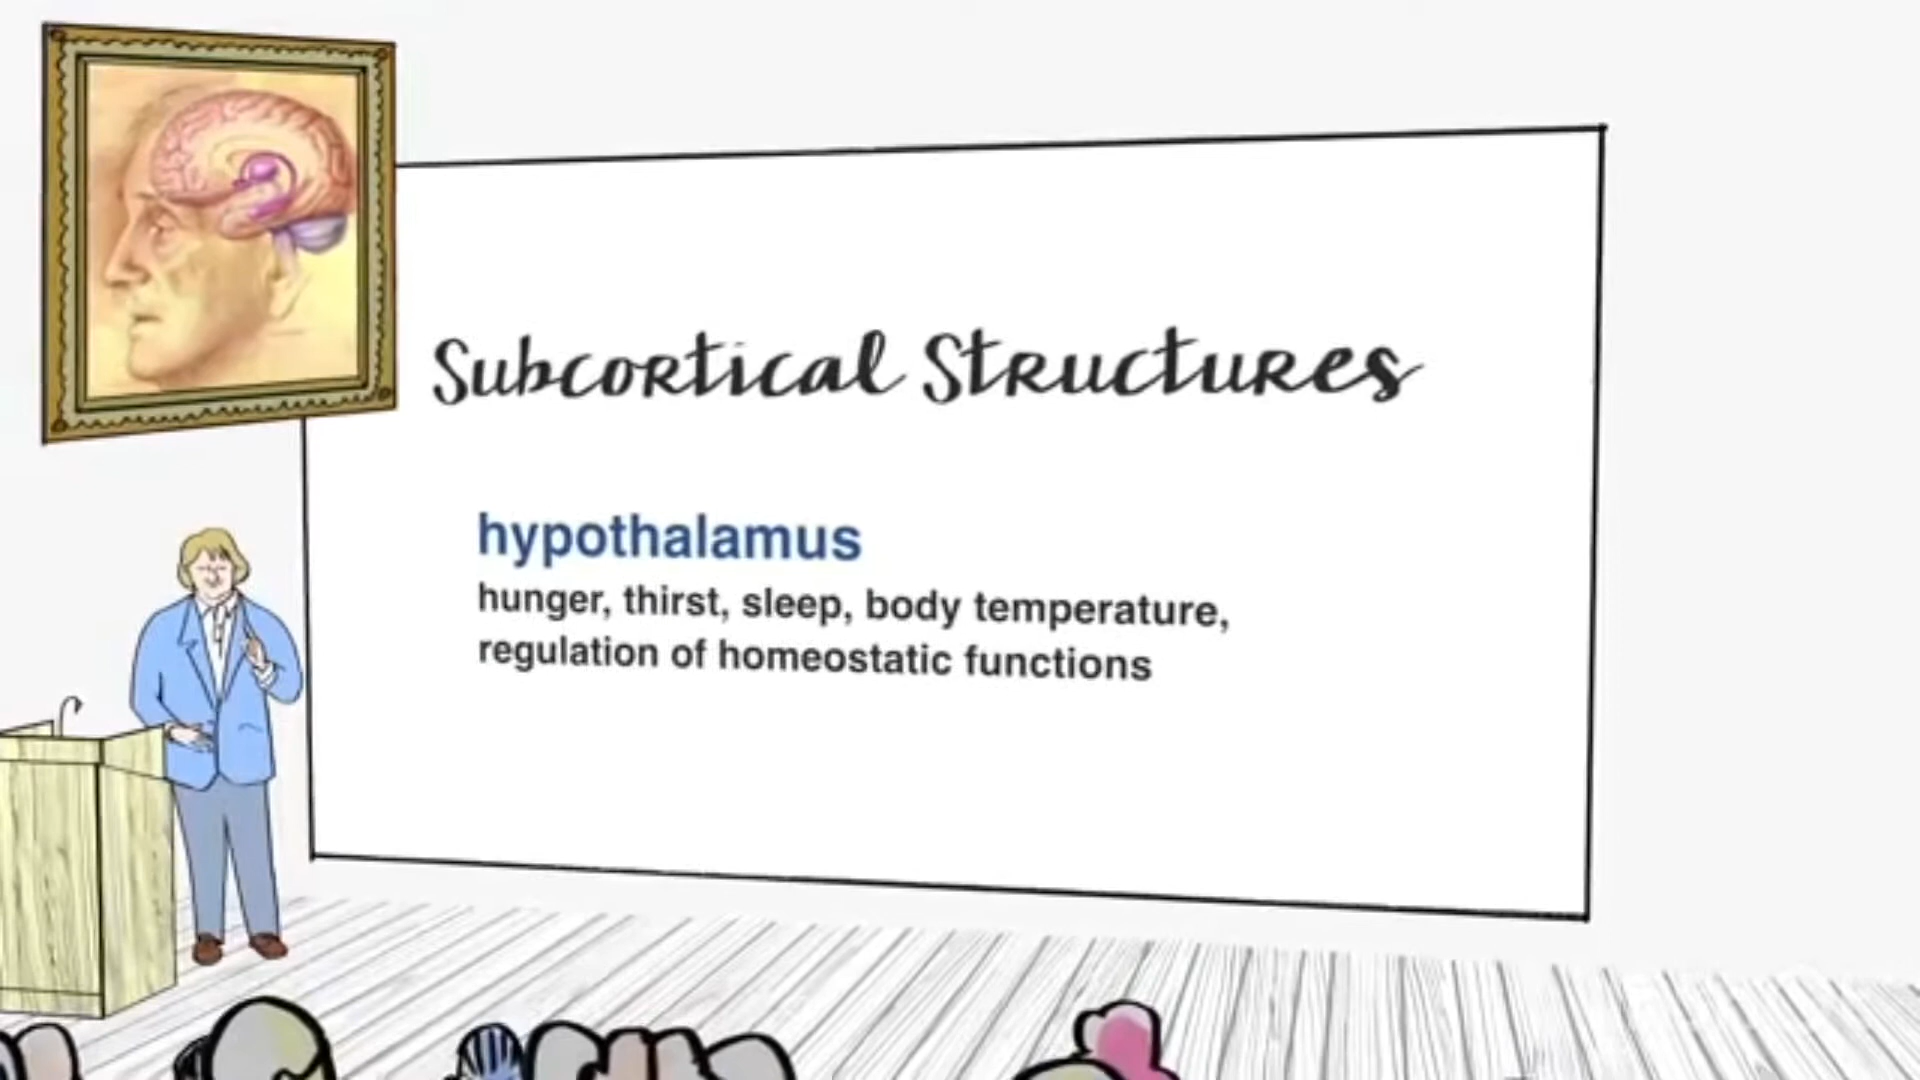 Subcortical Structures
hypothalamus
hunger, thirst, sleep, body temperature,
regulation of homeostatic functions